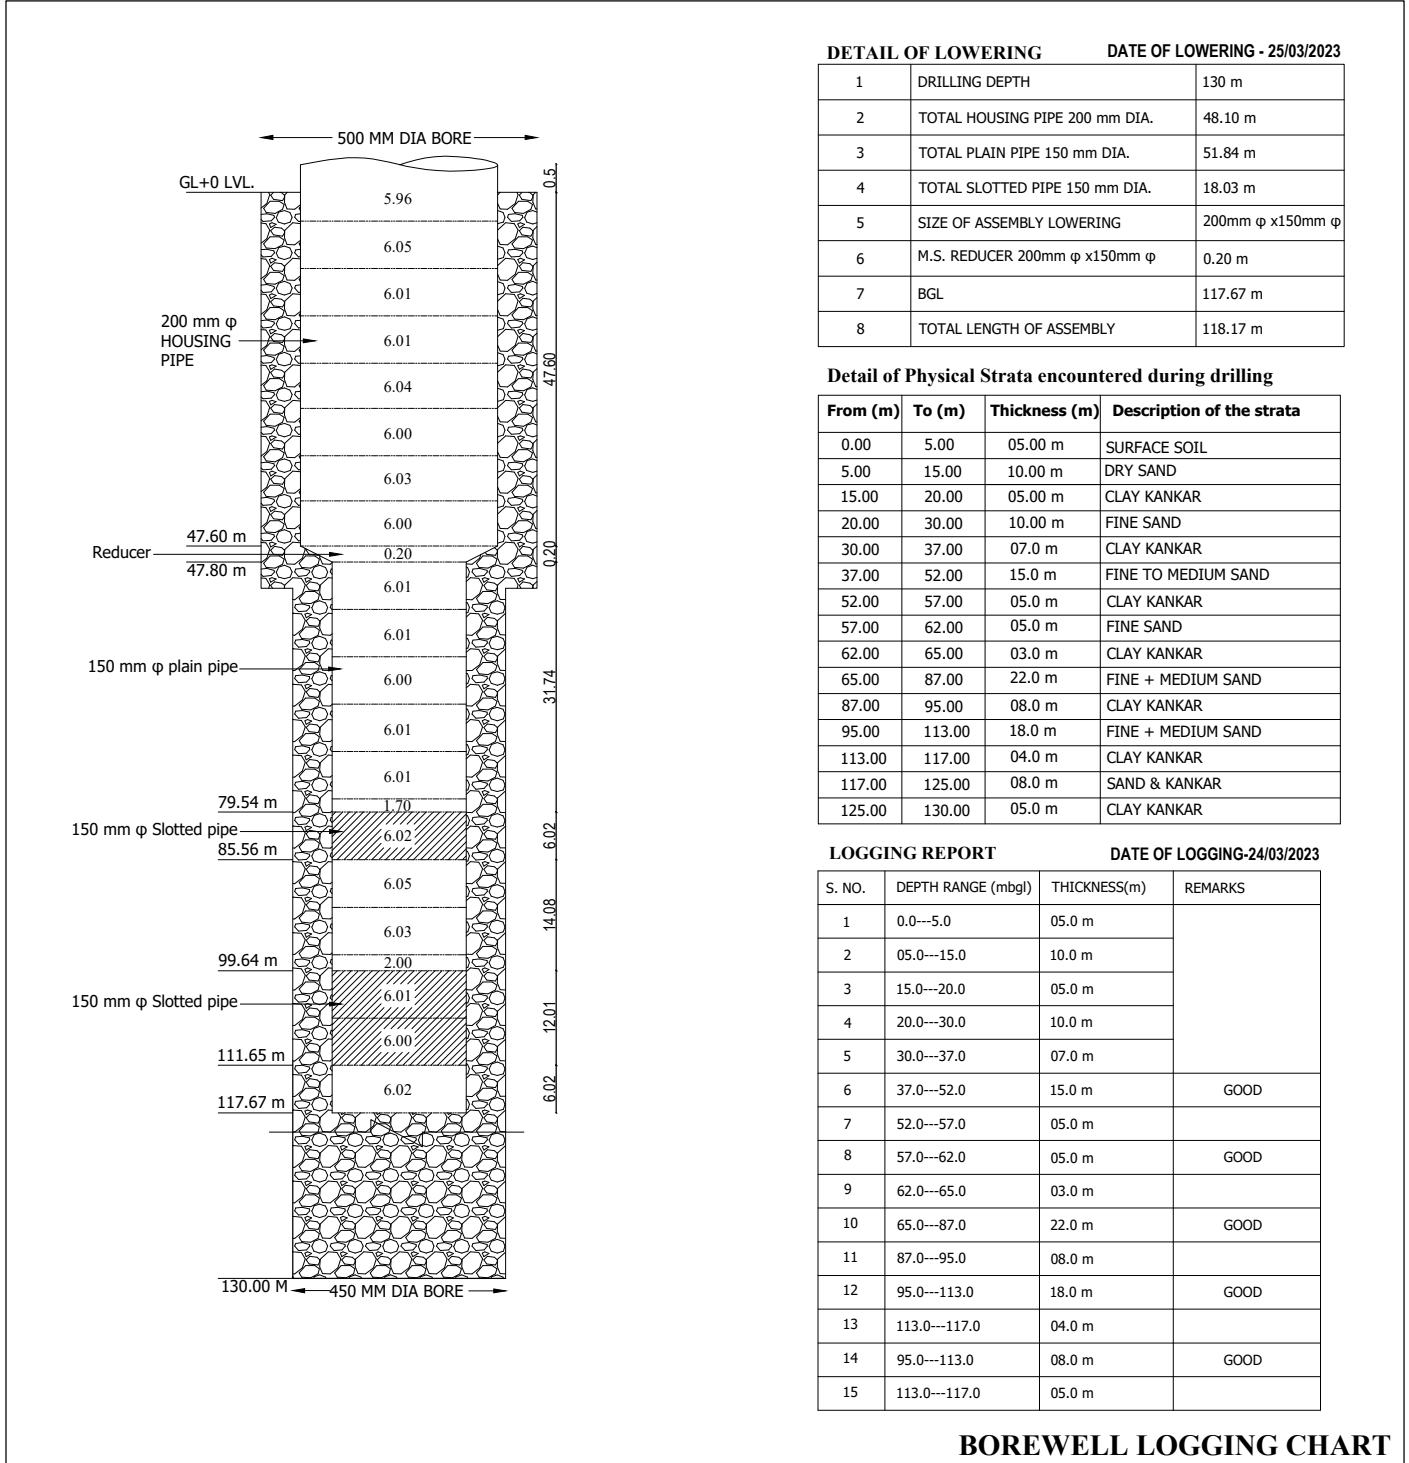 500 MM DIA BORE
0.5
GL+0 LVL.
5.96
6.05
6.01
200 mm φ
HOUSING
PIPE
6.01
47.60
6.04
6.00
6.03
6.00
47.60 m
Reducer
0.20
0.20
47.80 m
6.01
6.01
150 mm φ plain pipe
6.00
31.74
6.01
6.01
79.54 m
1.70
150 mm φ Slotted pipe
6.02
6.02
85.56 m
6.05
14.08
6.03
99.64 m
2.00
150 mm φ Slotted pipe
6.01
12.01
6.00
111.65 m
6.02
6.02
117.67 m
130.00 M
450 MM DIA BORE
DETAIL OF LOWERING DATE OF LOWERING - 25/03/2023
1 DRILLING DEPTH 130 m
2 TOTAL HOUSING PIPE 200 mm DIA. 48.10 m
3 TOTAL PLAIN PIPE 150 mm DIA. 51.84 m
4 TOTAL SLOTTED PIPE 150 mm DIA. 18.03 m
5 SIZE OF ASSEMBLY LOWERING 200mm φ x150mm φ
6 M.S. REDUCER 200mm φ x150mm φ 0.20 m
7 BGL 117.67 m
8 TOTAL LENGTH OF ASSEMBLY 118.17 m
Detail of Physical Strata encountered during drilling
From (m) To (m) Thickness (m) Description of the strata
0.00 5.00 05.00 m SURFACE SOIL
5.00 15.00 10.00 m DRY SAND
15.00 20.00 05.00 m CLAY KANKAR
20.00 30.00 10.00 m FINE SAND
30.00 37.00 07.0 m CLAY KANKAR
37.00 52.00 15.0 m FINE TO MEDIUM SAND
52.00 57.00 05.0 m CLAY KANKAR
57.00 62.00 05.0 m FINE SAND
62.00 65.00 03.0 m CLAY KANKAR
65.00 87.00 22.0 m FINE + MEDIUM SAND
87.00 95.00 08.0 m CLAY KANKAR
95.00 113.00 18.0 m FINE + MEDIUM SAND
113.00 117.00 04.0 m CLAY KANKAR
117.00 125.00 08.0 m SAND & KANKAR
125.00 130.00 05.0 m CLAY KANKAR
LOGGING REPORT DATE OF LOGGING-24/03/2023
S. NO. DEPTH RANGE (mbgl) THICKNESS(m) REMARKS
1 0.0---5.0 05.0 m
2 05.0---15.0 10.0 m
3 15.0---20.0 05.0 m
4 20.0---30.0 10.0 m
5 30.0---37.0 07.0 m
6 37.0---52.0 15.0 m GOOD
7 52.0---57.0 05.0 m
8 57.0---62.0 05.0 m GOOD
9 62.0---65.0 03.0 m
10 65.0---87.0 22.0 m GOOD
11 87.0---95.0 08.0 m
12 95.0---113.0 18.0 m GOOD
13 113.0---117.0 04.0 m
14 95.0---113.0 08.0 m GOOD
15 113.0---117.0 05.0 m
BOREWELL LOGGING CHART